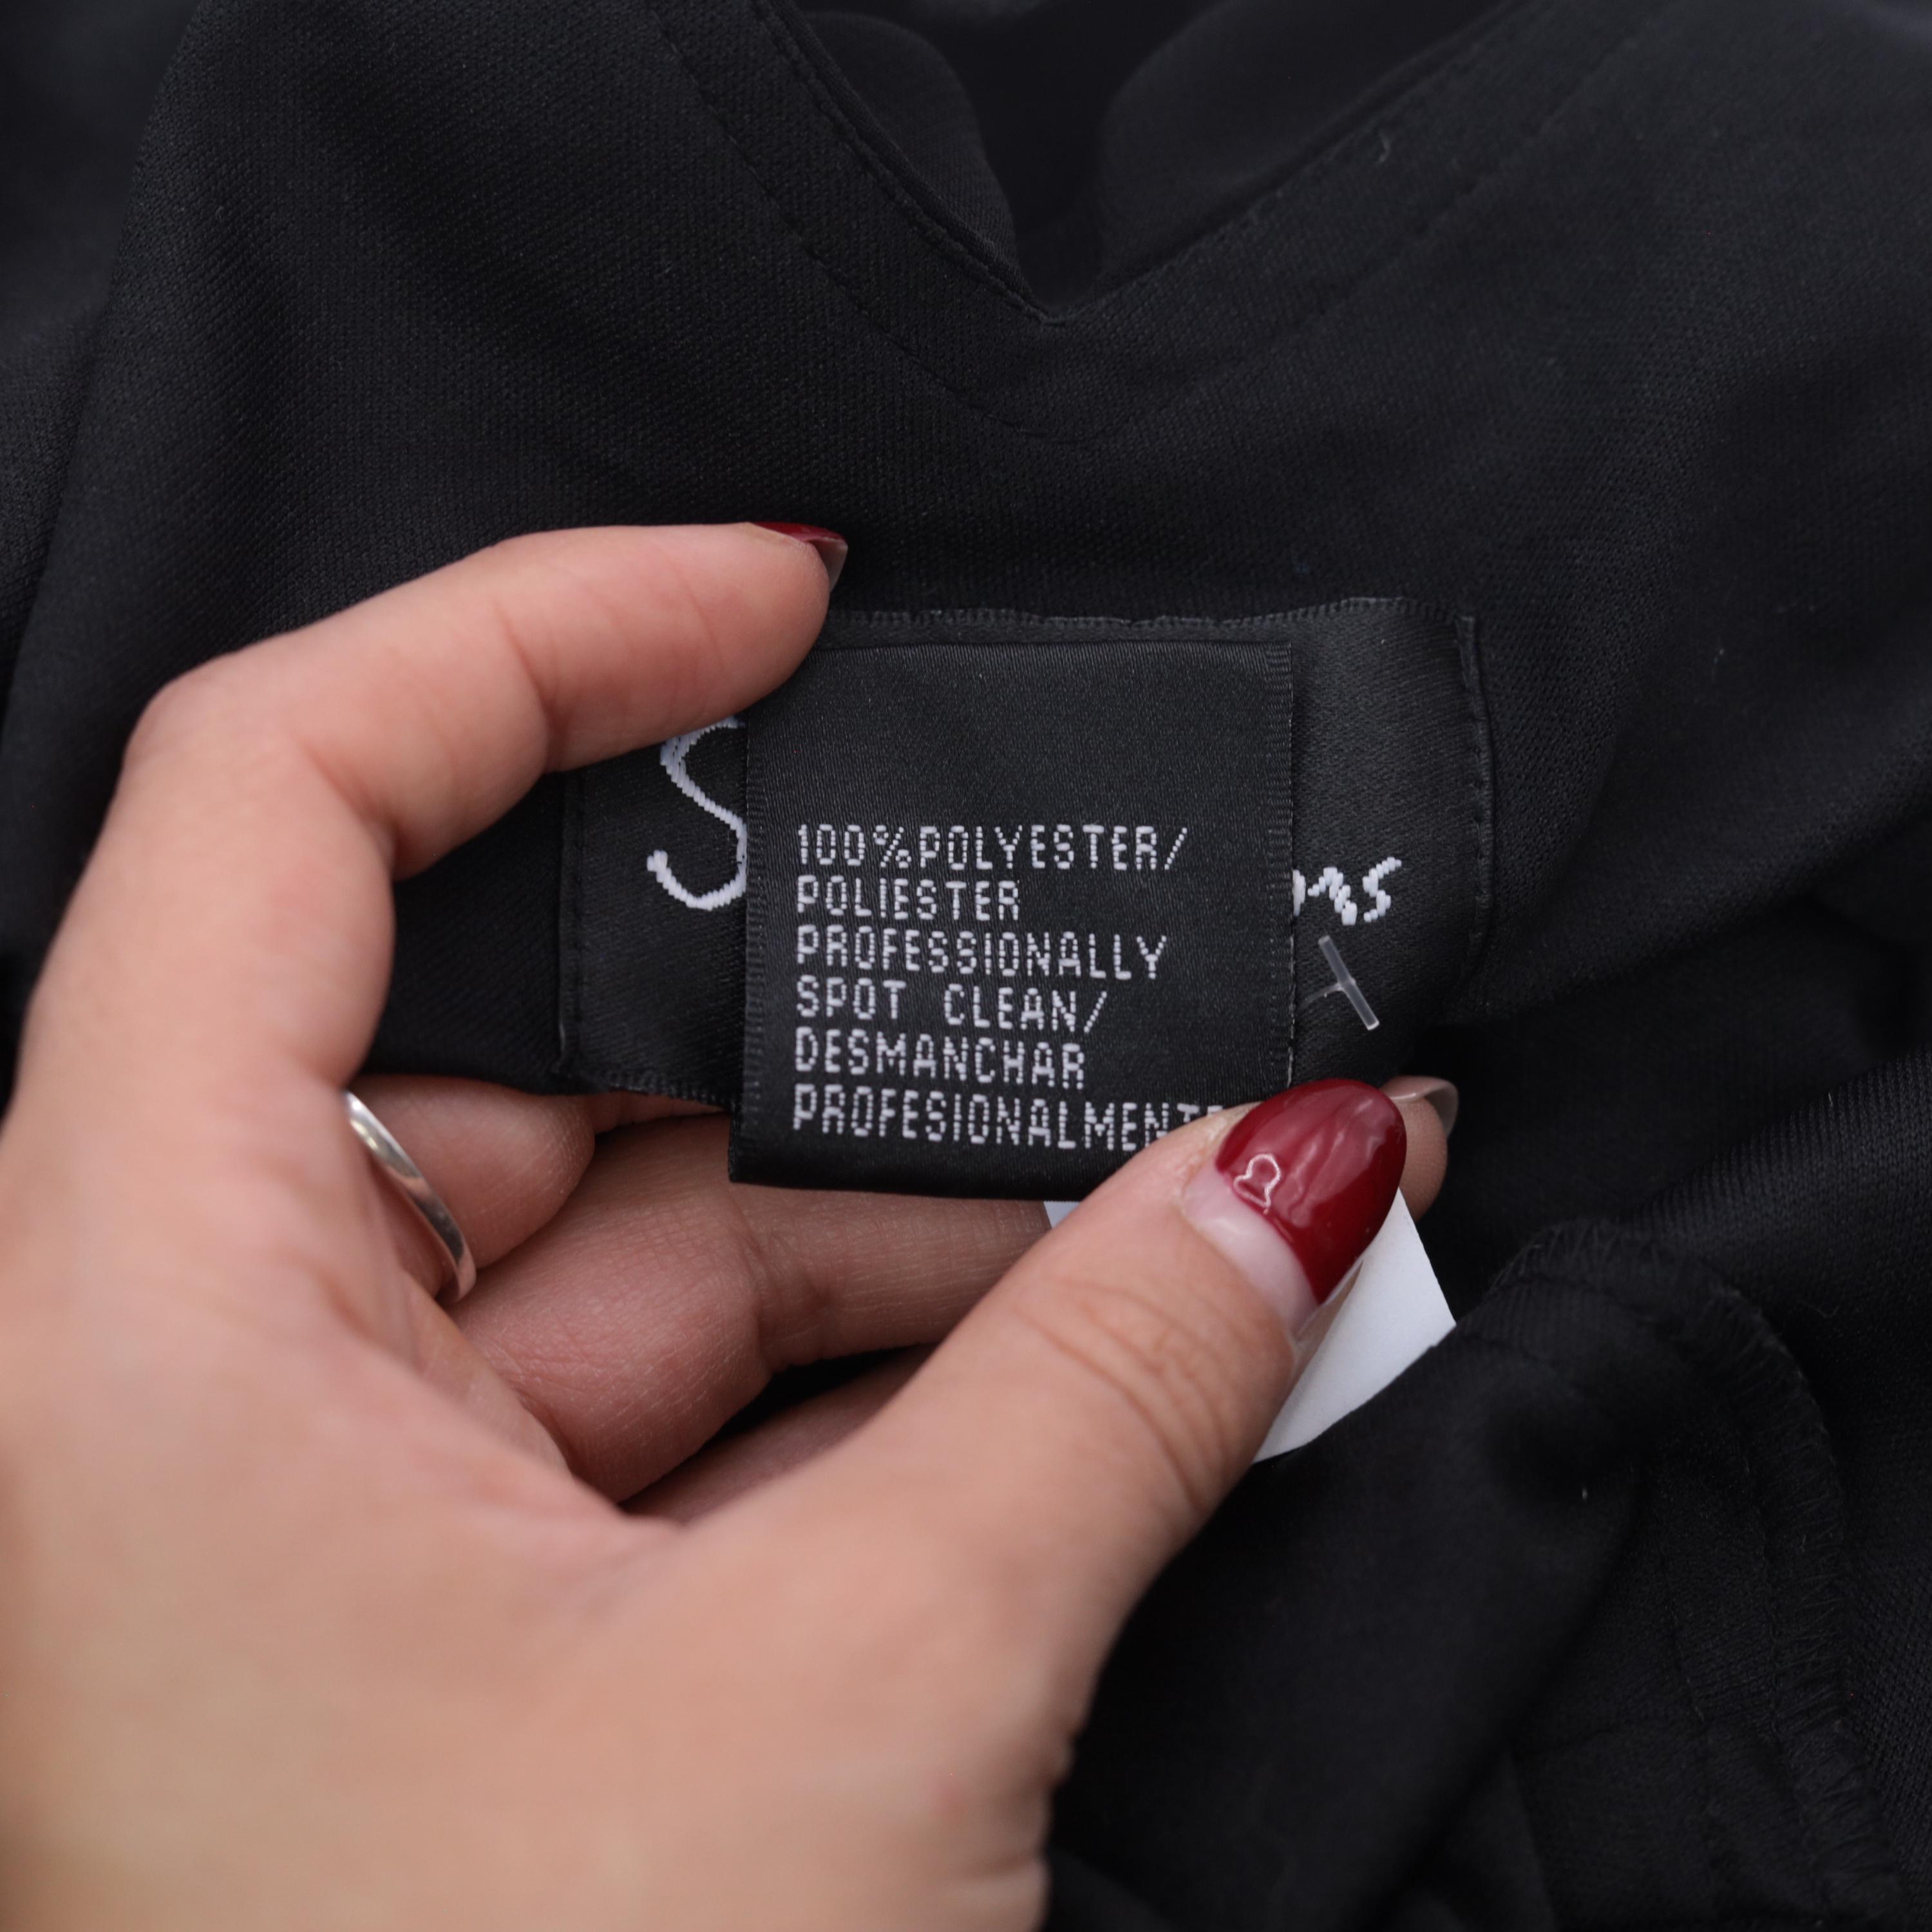 100%POLYESTER/
POLIESTER
PROFESSIONALLY
SPOT CLEAN/
DESMANCHAR